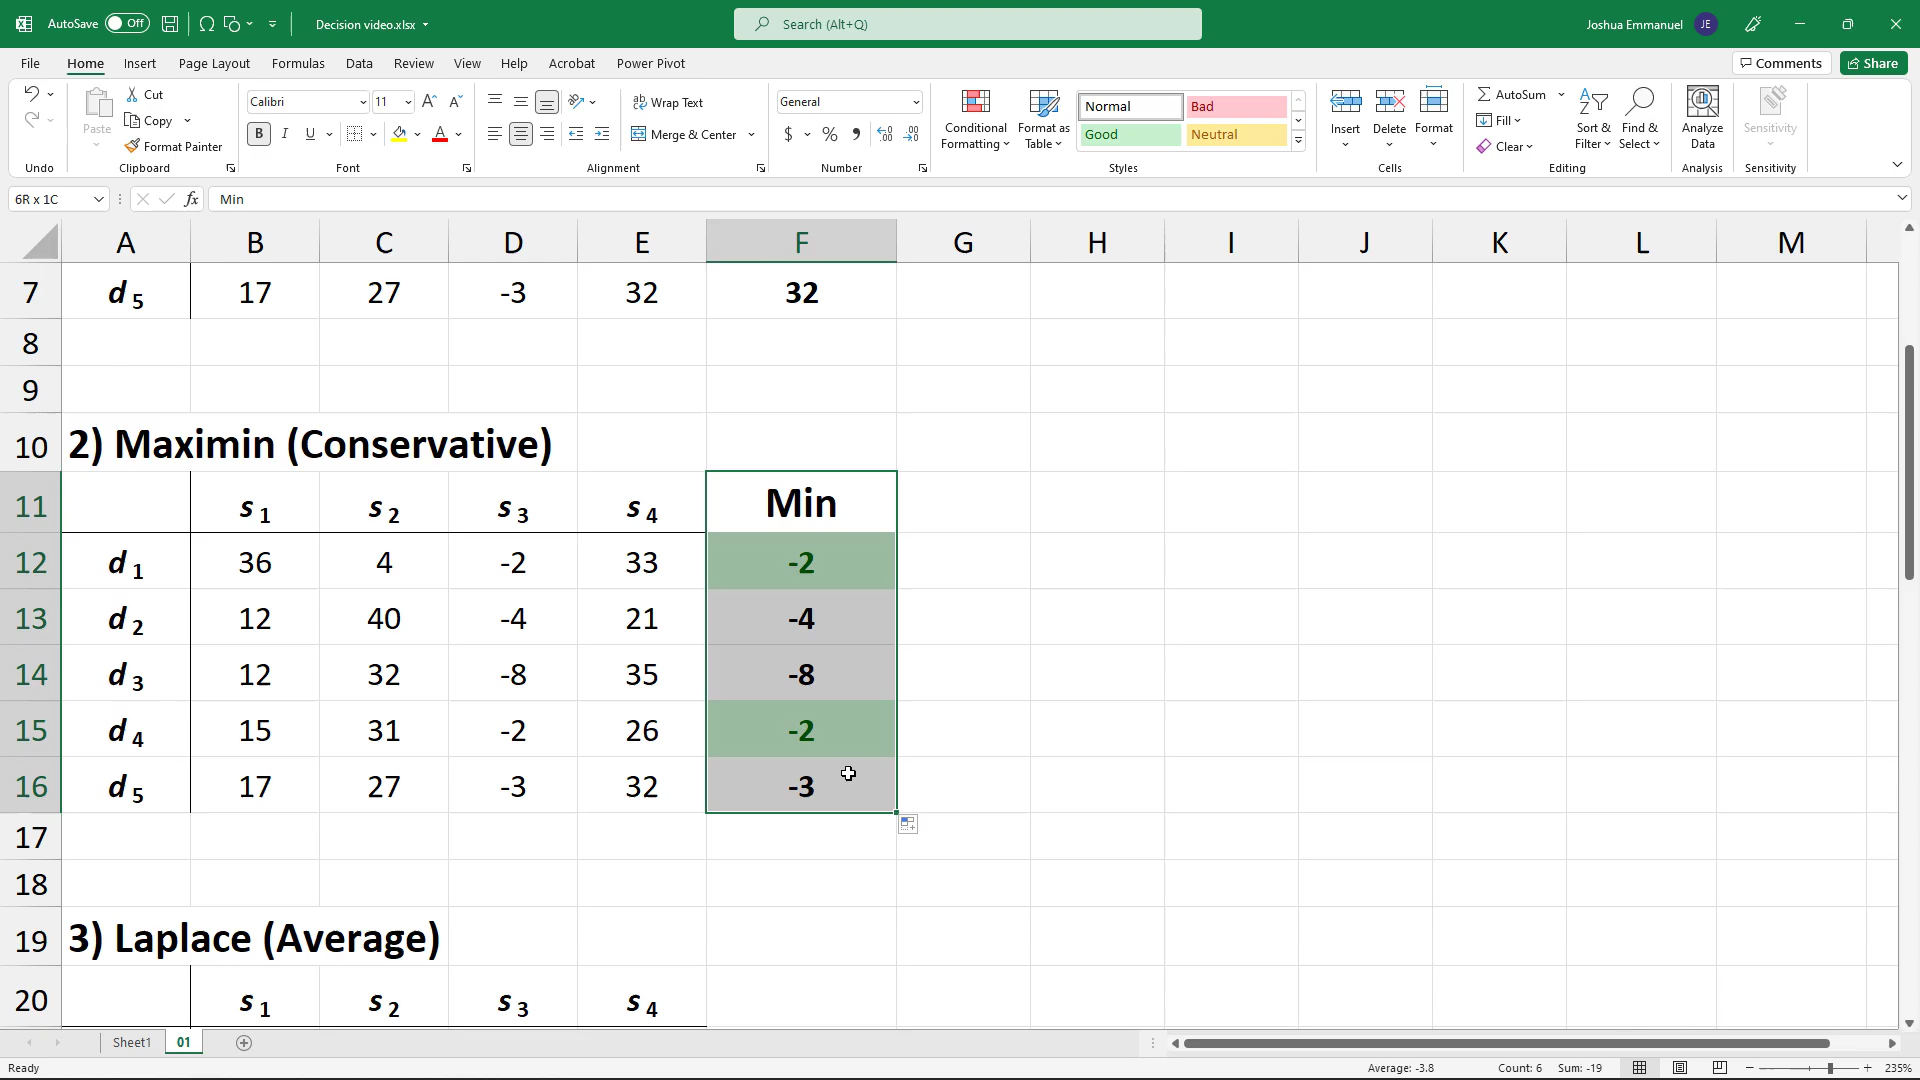 AutoSave Off Decision video.xlsx Search (Alt+Q) Joshua Emmanuel JE
File Home Insert Page Layout Formulas Data Review View Help Acrobat Power Pivot Comments Share
Undo
Paste Cut Copy Format Painter
Clipboard
Calibri 11 B I U A
Font
Wrap Text
Merge & Center
Alignment
General
$ % ,
Number
Conditional Formatting
Format as Table
Normal Bad
Good Neutral
Styles
Insert Delete Format
Cells
AutoSum
Fill
Clear
Sort & Filter
Find & Select
Editing
Analyze Data
Analysis
Sensitivity
Sensitivity
6R x 1C fx Min
A B C D E F G H I J K L M
7 d 5 17 27 -3 32 32
8
9
10 2) Maximin (Conservative)
11 s 1 s 2 s 3 s 4 Min
12 d 1 36 4 -2 33 -2
13 d 2 12 40 -4 21 -4
14 d 3 12 32 -8 35 -8
15 d 4 15 31 -2 26 -2
16 d 5 17 27 -3 32 -3
17
18
19 3) Laplace (Average)
20 s 1 s 2 s 3 s 4
Sheet1 01
Ready Average: -3.8 Count: 6 Sum: -19 235%